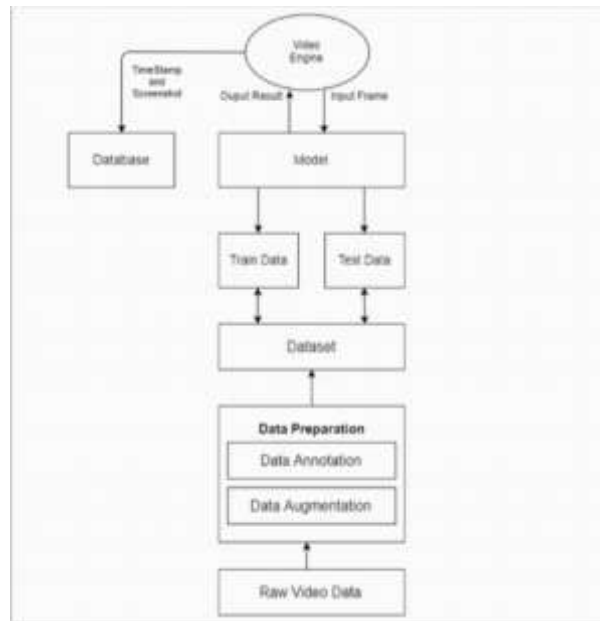 Video
Engine
TimeStamp
and
Screenshot
Ouput Result
Input Frame
Database
Model
Train Data
Test Data
Dataset
Data Preparation
Data Annotation
Data Augmentation
Raw Video Data